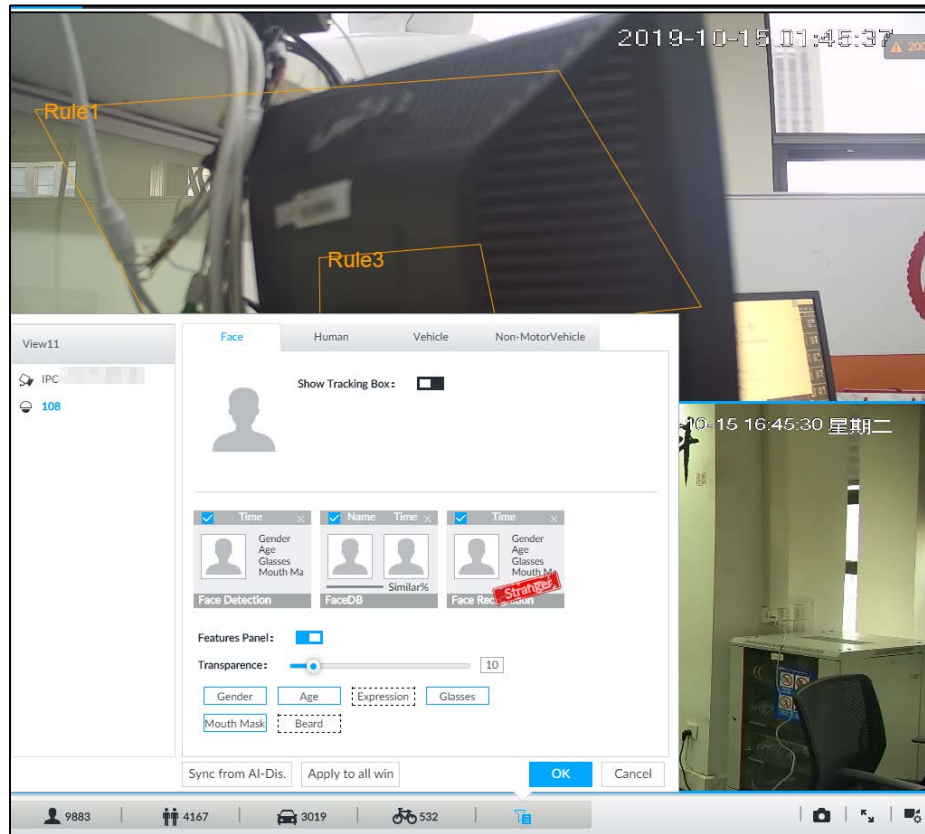 2019-10-15 01:45:37
200
Rule1
Rule3
View11
IPC
108
Face
Human
Vehicle
Non-MotorVehicle
Show Tracking Box:
-10-15 16:45:30 星期二
Time
Gender
Age
Glasses
Mouth Ma
Face Detection
Name Time
Similar%
FaceDB
Time
Gender
Age
Glasses
Mouth Ma
Stranger
Face Recognition
Features Panel:
Transparence: 10
Gender
Age
Expression
Glasses
Mouth Mask
Beard
Sync from AI-Dis.
Apply to all win
OK
Cancel
9883
4167
3019
532